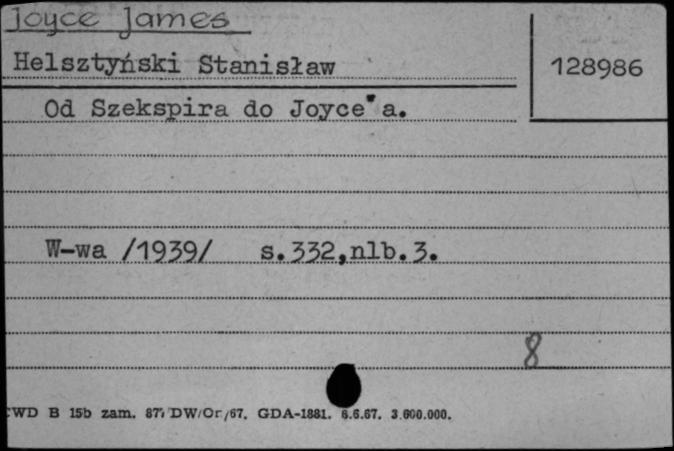 Joyce James
Helsztyński Stanisław
128986
Od Szekspira do Joyce'a.
W-wa /1939/ s.332,nlb.3.
8
WD B 15b zam. DW/Or/67. GDA-1881. 6.6.67. 3.600.000.